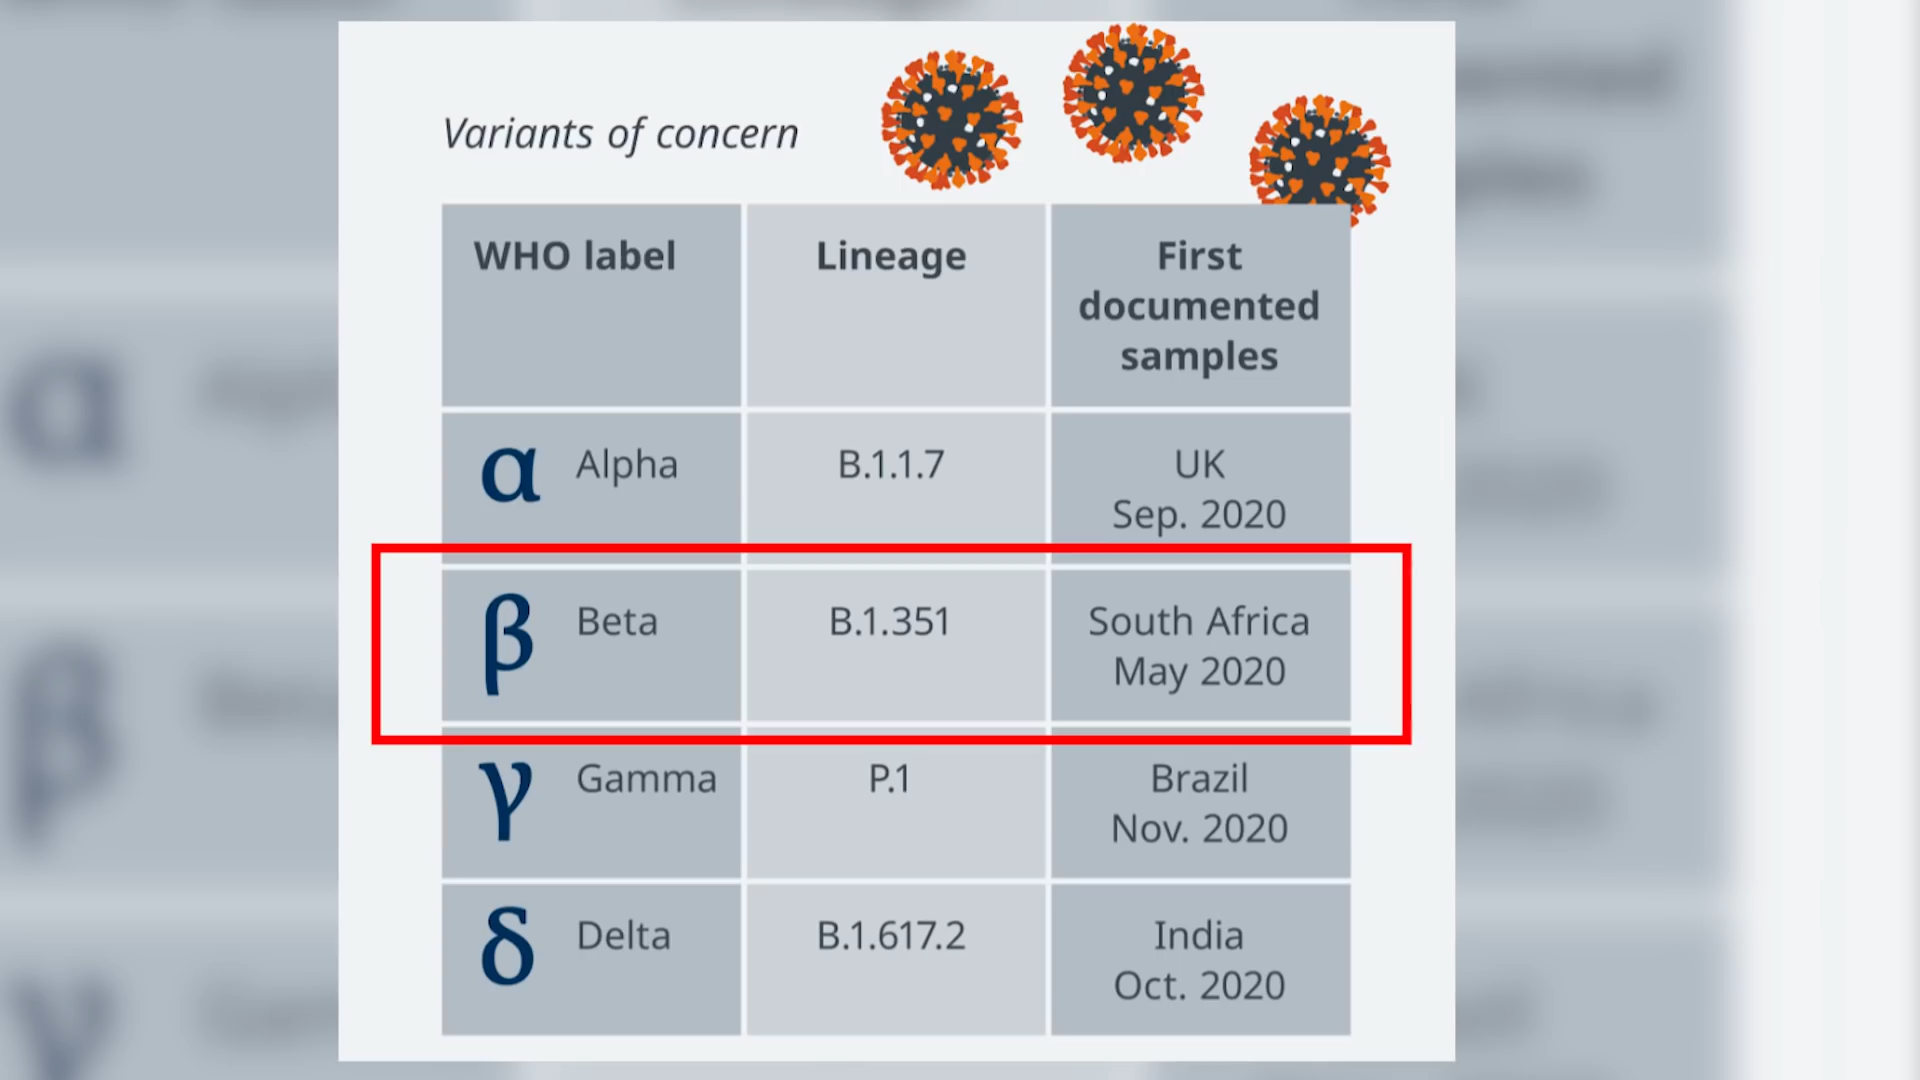 Variants of concern
WHO label
Lineage
First
documented
samples
α Alpha
B.1.1.7
UK
Sep. 2020
β Beta
B.1.351
South Africa
May 2020
γ Gamma
P.1
Brazil
Nov. 2020
δ Delta
B.1.617.2
India
Oct. 2020